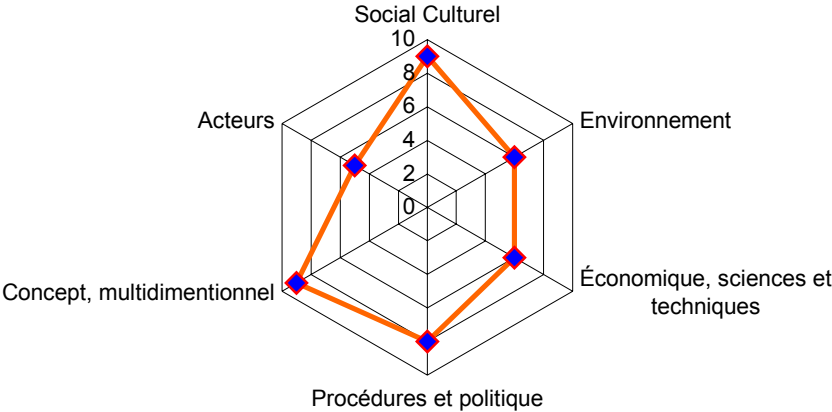 Social Culturel
10
8
6
4
2
0
Acteurs
Environnement
Concept, multidimentionnel
Économique, sciences et
techniques
Procédures et politique